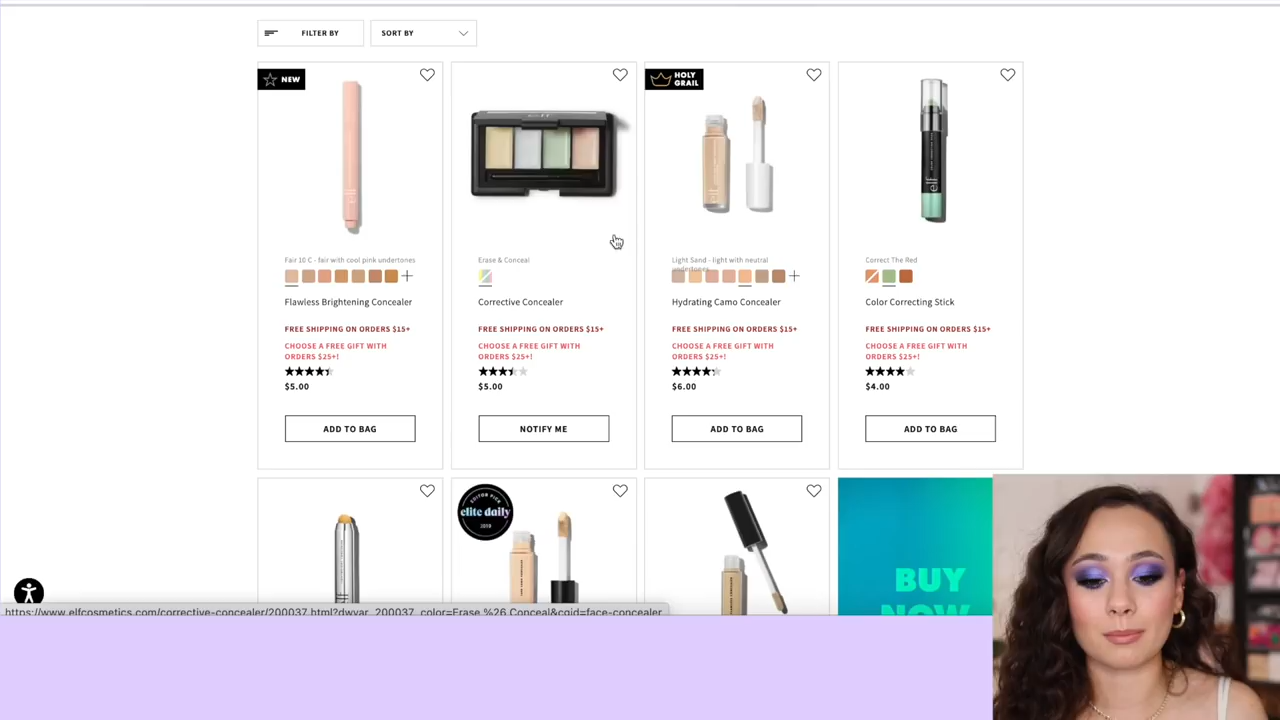 FILTER BY
SORT BY
NEW
HOLY
GRAIL
Fair 10 C - fair with cool pink undertones
Erase & Conceal
Light Sand - light with neutral
undertones
Correct The Red
Flawless Brightening Concealer
Corrective Concealer
Hydrating Camo Concealer
Color Correcting Stick
FREE SHIPPING ON ORDERS $15+
FREE SHIPPING ON ORDERS $15+
FREE SHIPPING ON ORDERS $15+
FREE SHIPPING ON ORDERS $15+
CHOOSE A FREE GIFT WITH
ORDERS $25+!
CHOOSE A FREE GIFT WITH
ORDERS $25+!
CHOOSE A FREE GIFT WITH
ORDERS $25+!
CHOOSE A FREE GIFT WITH
ORDERS $25+!
$5.00
$5.00
$6.00
$4.00
ADD TO BAG
NOTIFY ME
ADD TO BAG
ADD TO BAG
EDITOR PICK
elite daily
2019
BUY
NOW
https://www.elfcosmetics.com/corrective-concealer/200037.html?dwvar_200037_color=Erase %26 Conceal&cgid=face-concealer